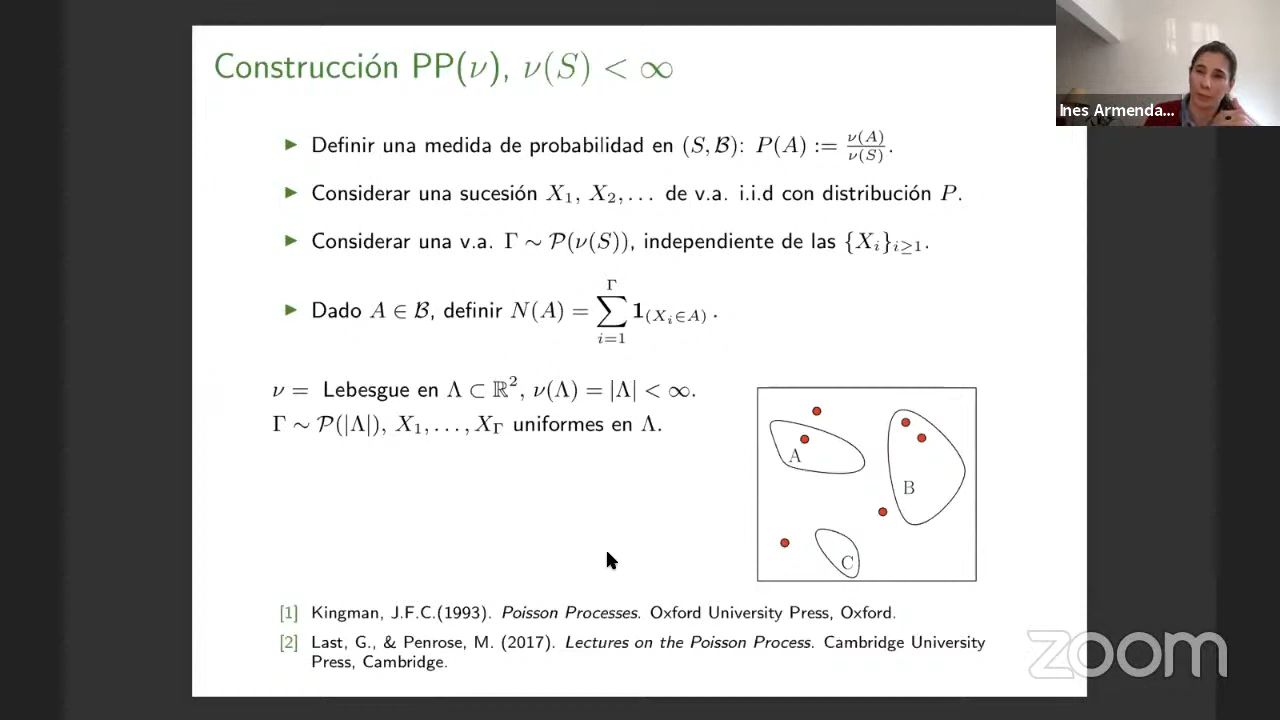 Construcción PP(ν), ν(S) < ∞
Ines Armenda...
▶ Definir una medida de probabilidad en (S, ℬ): P(A) := ν(A)/ν(S).
▶ Considerar una sucesión X₁, X₂, . . . de v.a. i.i.d con distribución P.
▶ Considerar una v.a. Γ ∼ 𝒫(ν(S)), independiente de las {Xᵢ}ᵢ≥₁.
▶ Dado A ∈ ℬ, definir N(A) = ∑_{i=1}^{Γ} 𝟏_{(Xᵢ∈A)} .
ν = Lebesgue en Λ ⊂ ℝ², ν(Λ) = |Λ| < ∞.
Γ ∼ 𝒫(|Λ|), X₁, . . . , X_Γ uniformes en Λ.
A
B
C
[1] Kingman, J.F.C.(1993). Poisson Processes. Oxford University Press, Oxford.
[2] Last, G., & Penrose, M. (2017). Lectures on the Poisson Process. Cambridge University
Press, Cambridge.
zoom